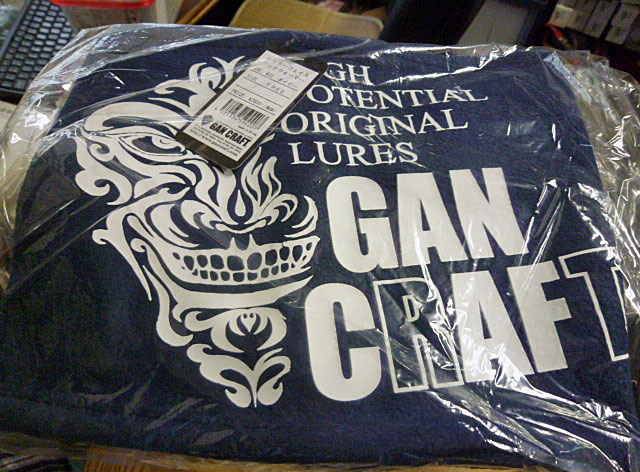 GH
OTENTIAL
ORIGINAL
LURES
GAN
CRAFT
GAN CRAFT